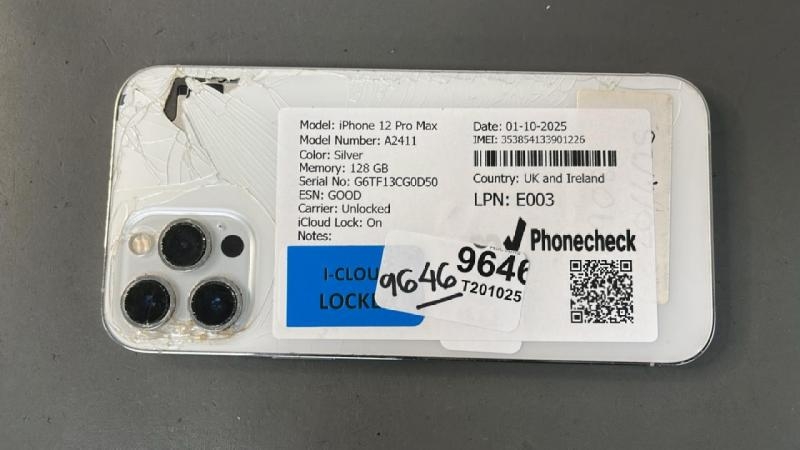 Model: iPhone 12 Pro Max
Model Number: A2411
Color: Silver
Memory: 128 GB
Serial No: G6TF13CG0D50
ESN: GOOD
Carrier: Unlocked
iCloud Lock: On
Notes:
Date: 01-10-2025
IMEI: 353854133901226
Country: UK and Ireland
LPN: E003
Phonecheck
9646
9646
T201025